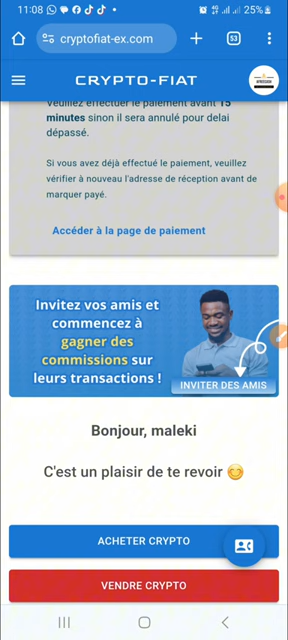 11:08
25%
cryptofiat-ex.com
53
CRYPTO-FIAT
Veuillez effectuer le paiement avant 15
minutes sinon il sera annulé pour delai
dépassé.
Si vous avez déjà effectué le paiement, veuillez
vérifier à nouveau l'adresse de réception avant de
marquer payé.
Accéder à la page de paiement
Invitez vos amis et
commencez à
gagner des
commissions sur
leurs transactions !
INVITER DES AMIS
Bonjour, maleki
C'est un plaisir de te revoir 😊
ACHETER CRYPTO
VENDRE CRYPTO